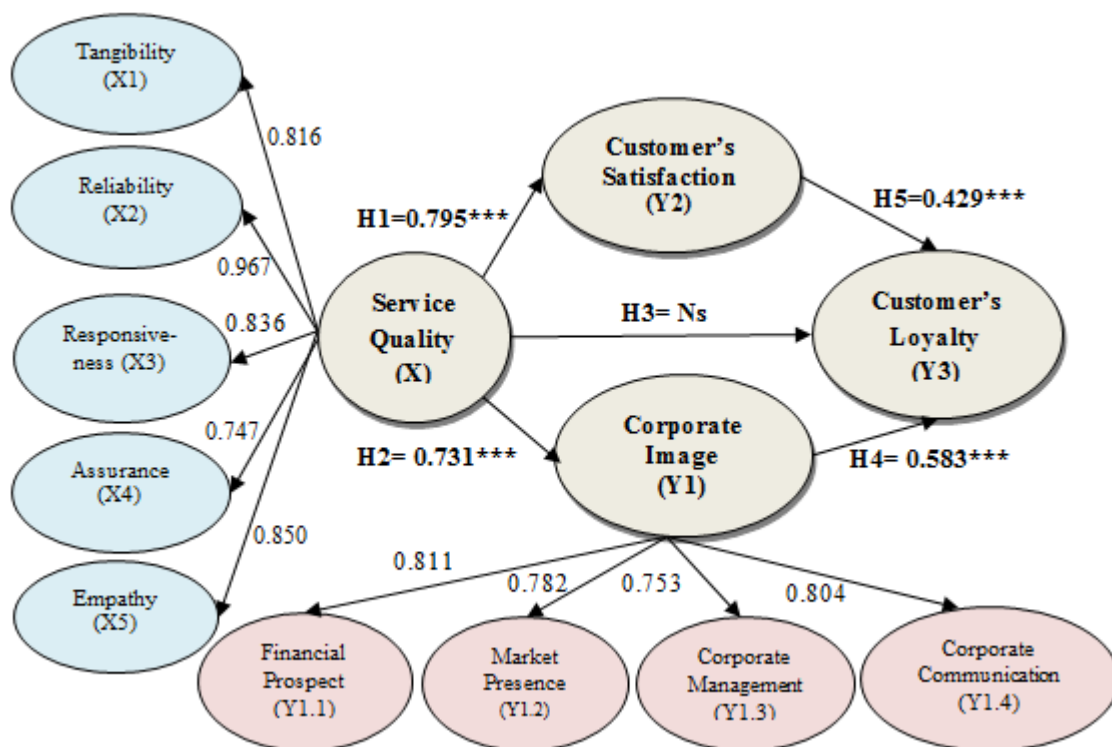 Tangibility
(X1)
0.816
Reliability
(X2)
0.967
Responsive-
ness (X3)
0.836
Assurance
(X4)
0.747
Empathy
(X5)
0.850
Service
Quality
(X)
H1=0.795***
Customer’s
Satisfaction
(Y2)
H5=0.429***
H3= Ns
Customer’s
Loyalty
(Y3)
H2= 0.731***
Corporate
Image
(Y1)
H4= 0.583***
0.811
0.782
0.753
0.804
Financial
Prospect
(Y1.1)
Market
Presence
(Y1.2)
Corporate
Management
(Y1.3)
Corporate
Communication
(Y1.4)